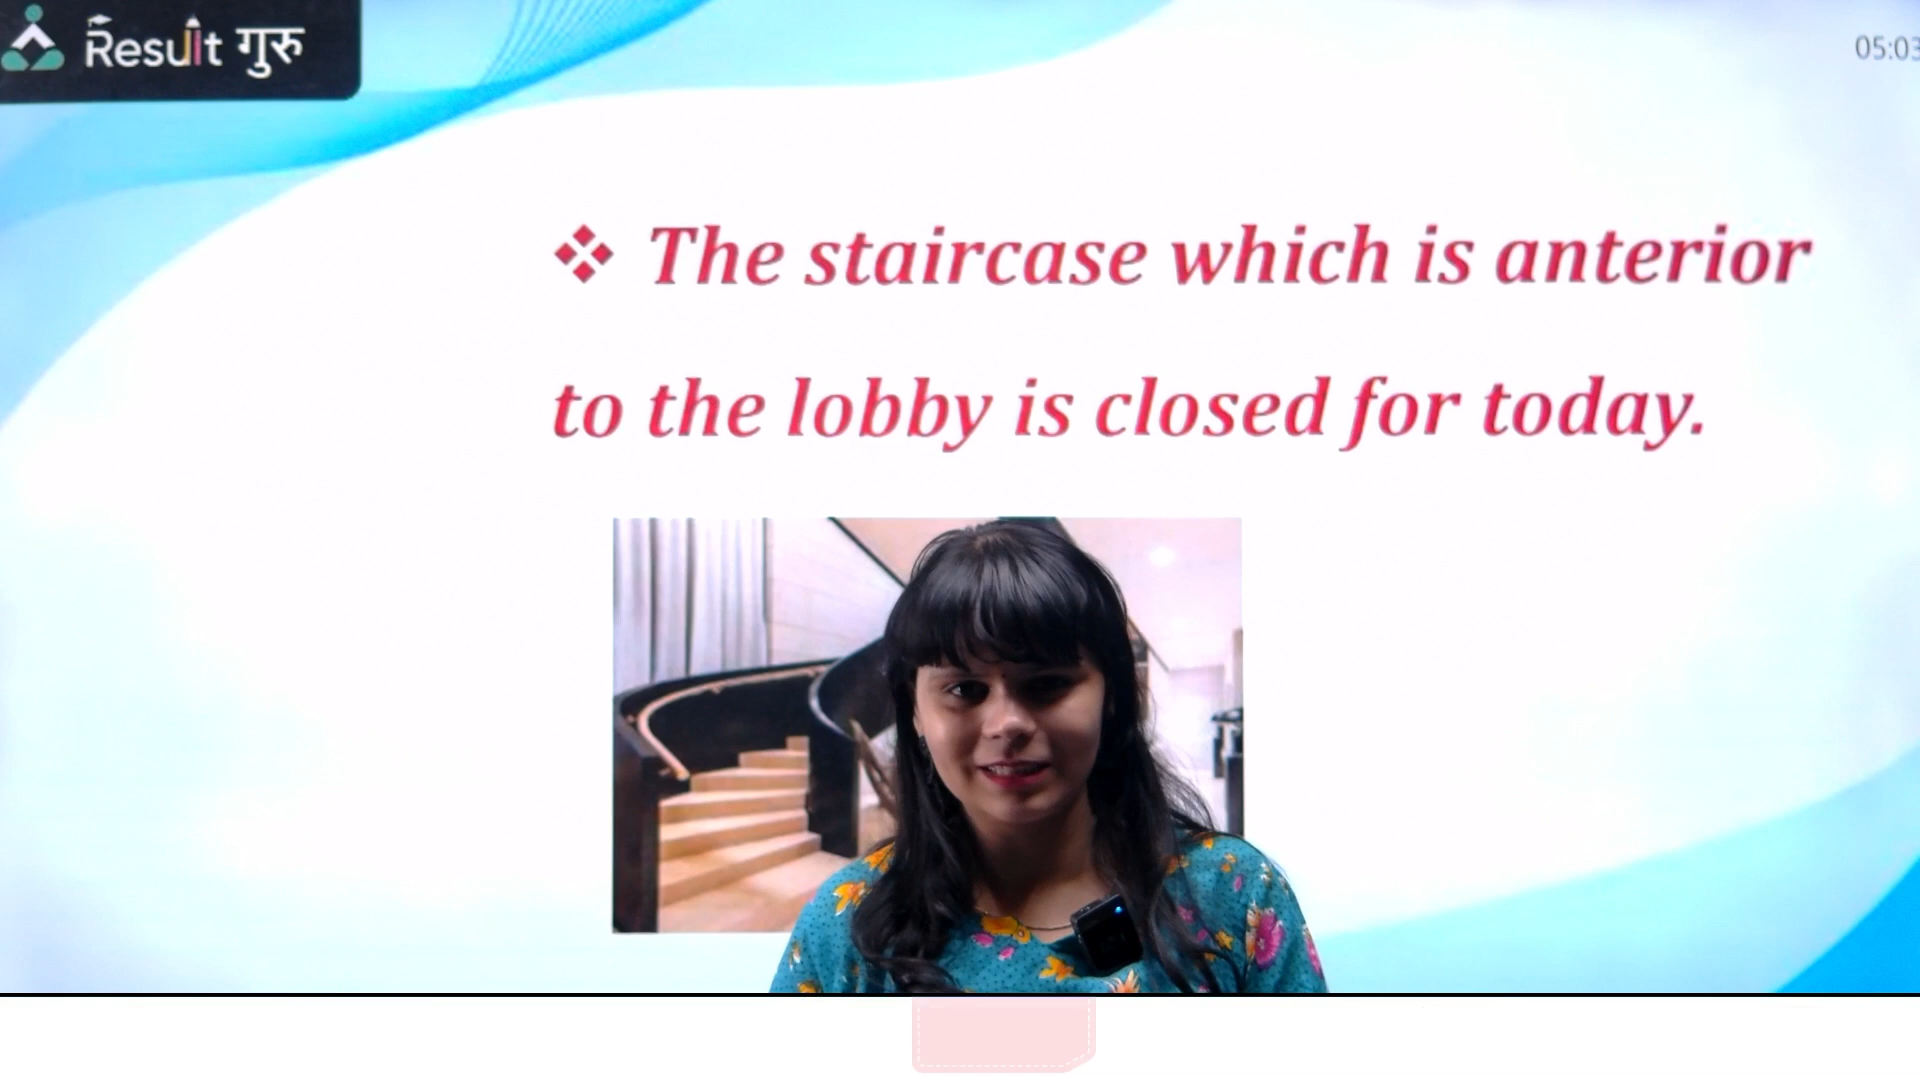 Result गुरु
05:03
❖ The staircase which is anterior
to the lobby is closed for today.